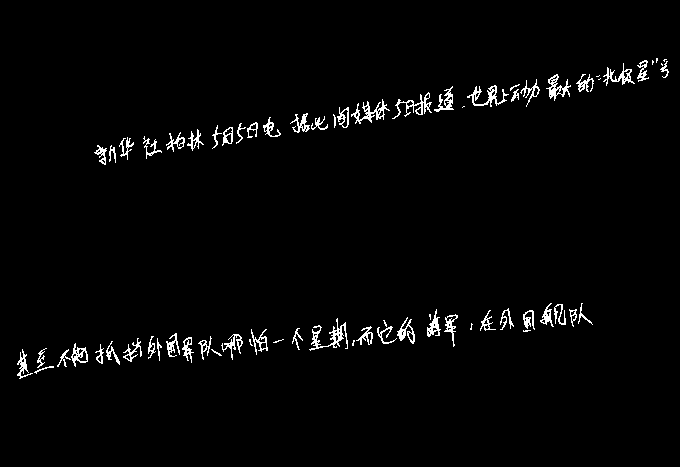 新华社柏林5月5日电 据此间媒体5日报道,世界上动力最大的“北极星”号
甚至不能抵挡外国军队哪怕一个星期,而它的海军,在外国舰队